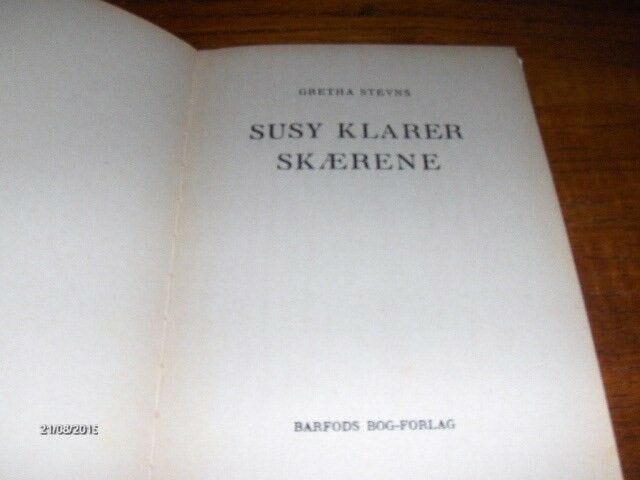 GRETHA STEVNS
SUSY KLARER
SKÆRENE
BARFODS BOG-FORLAG
21/08/2015